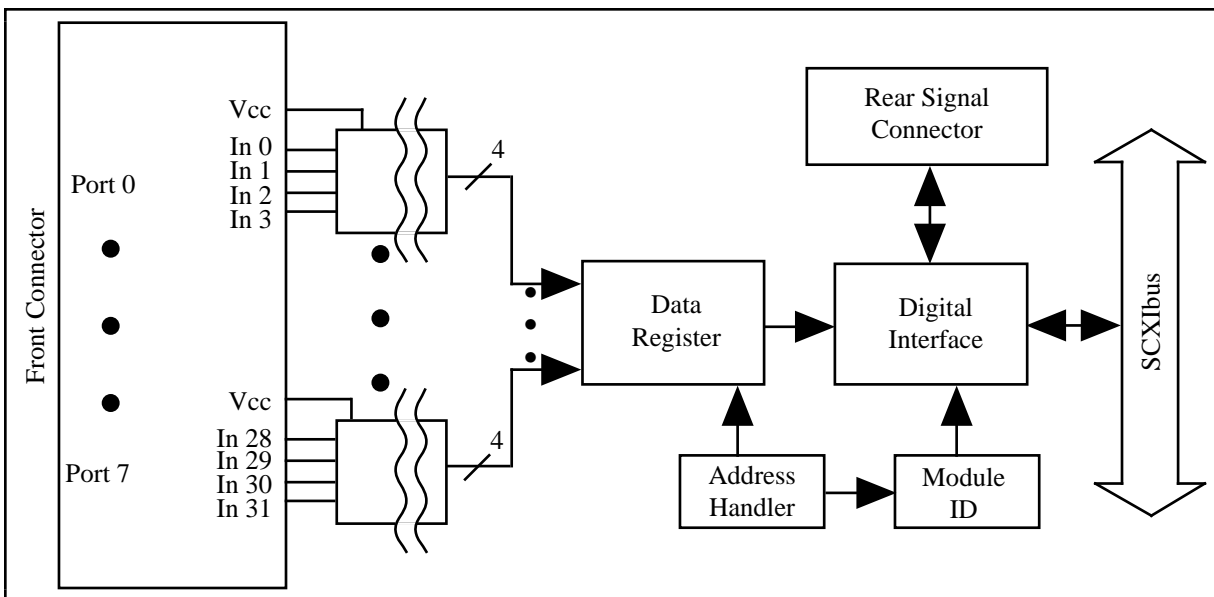 Front Connector
Port 0
Port 7
Vcc
In 0
In 1
In 2
In 3
Vcc
In 28
In 29
In 30
In 31
4
4
Data
Register
Address
Handler
Rear Signal
Connector
Digital
Interface
Module
ID
SCXIbus